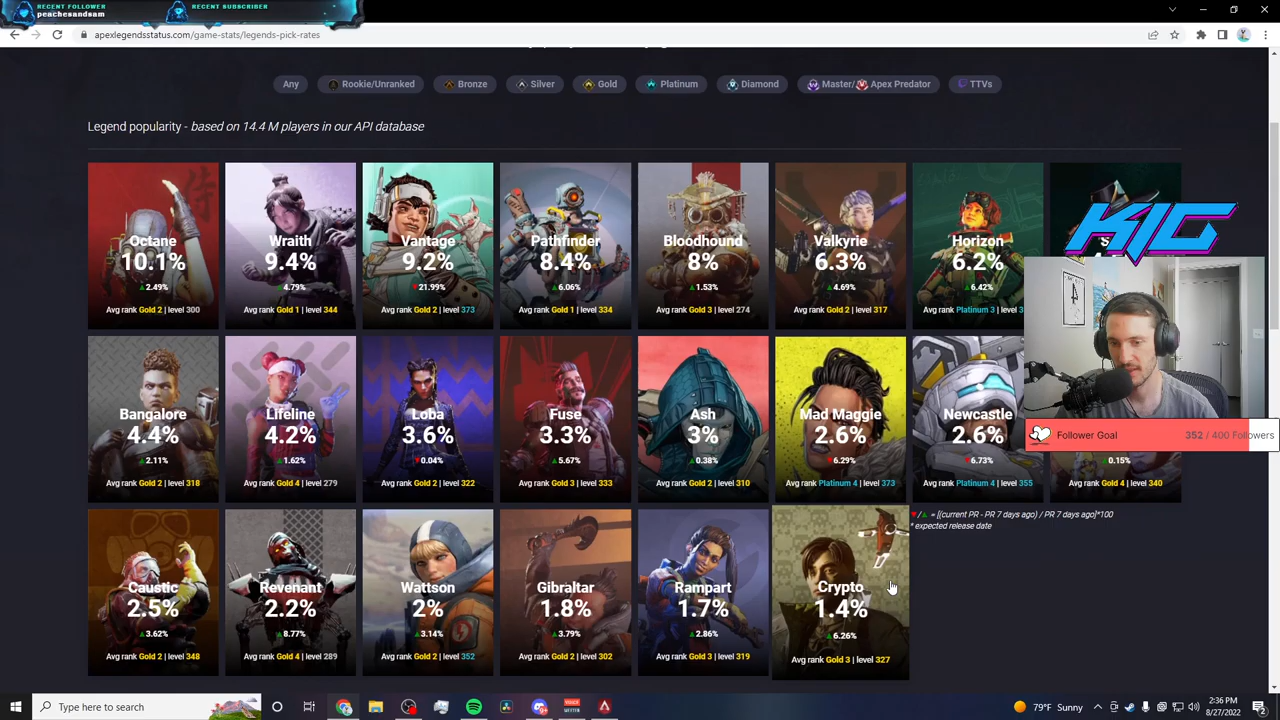 RECENT FOLLOWER
peachesandsam
RECENT SUBSCRIBER
apexlegendsstatus.com/game-stats/legends-pick-rates
Any
Rookie/Unranked
Bronze
Silver
Gold
Platinum
Diamond
Master/ Apex Predator
TTVs
Legend popularity - based on 14.4 M players in our API database
Octane
10.1%
2.49%
Avg rank Gold 2 | level 300
Wraith
9.4%
4.79%
Avg rank Gold 1 | level 344
Vantage
9.2%
21.99%
Avg rank Gold 2 | level 373
Pathfinder
8.4%
6.06%
Avg rank Gold 1 | level 334
Bloodhound
8%
1.53%
Avg rank Gold 3 | level 274
Valkyrie
6.3%
4.69%
Avg rank Gold 2 | level 317
Horizon
6.2%
6.42%
Avg rank Platinum 3
KIG
Bangalore
4.4%
2.11%
Avg rank Gold 2 | level 318
Lifeline
4.2%
1.62%
Avg rank Gold 4 | level 279
Loba
3.6%
0.04%
Avg rank Gold 2 | level 322
Fuse
3.3%
5.67%
Avg rank Gold 3 | level 333
Ash
3%
0.38%
Avg rank Gold 2 | level 310
Mad Maggie
2.6%
6.29%
Avg rank Platinum 4 | level 373
Newcastle
2.6%
6.73%
Avg rank Platinum 4 | level 355
Follower Goal
352 / 400 Followers
0.15%
Avg rank Gold 4 | level 340
Caustic
2.5%
3.62%
Avg rank Gold 2 | level 348
Revenant
2.2%
8.77%
Avg rank Gold 4 | level 289
Wattson
2%
3.14%
Avg rank Gold 2 | level 352
Gibraltar
1.8%
3.79%
Avg rank Gold 2 | level 302
Rampart
1.7%
2.86%
Avg rank Gold 3 | level 319
Crypto
1.4%
6.26%
Avg rank Gold 3 | level 327
▼/▲ = [(current PR - PR 7 days ago) / PR 7 days ago]*100
* expected release date
Type here to search
79°F Sunny
2:36 PM
8/27/2022
2